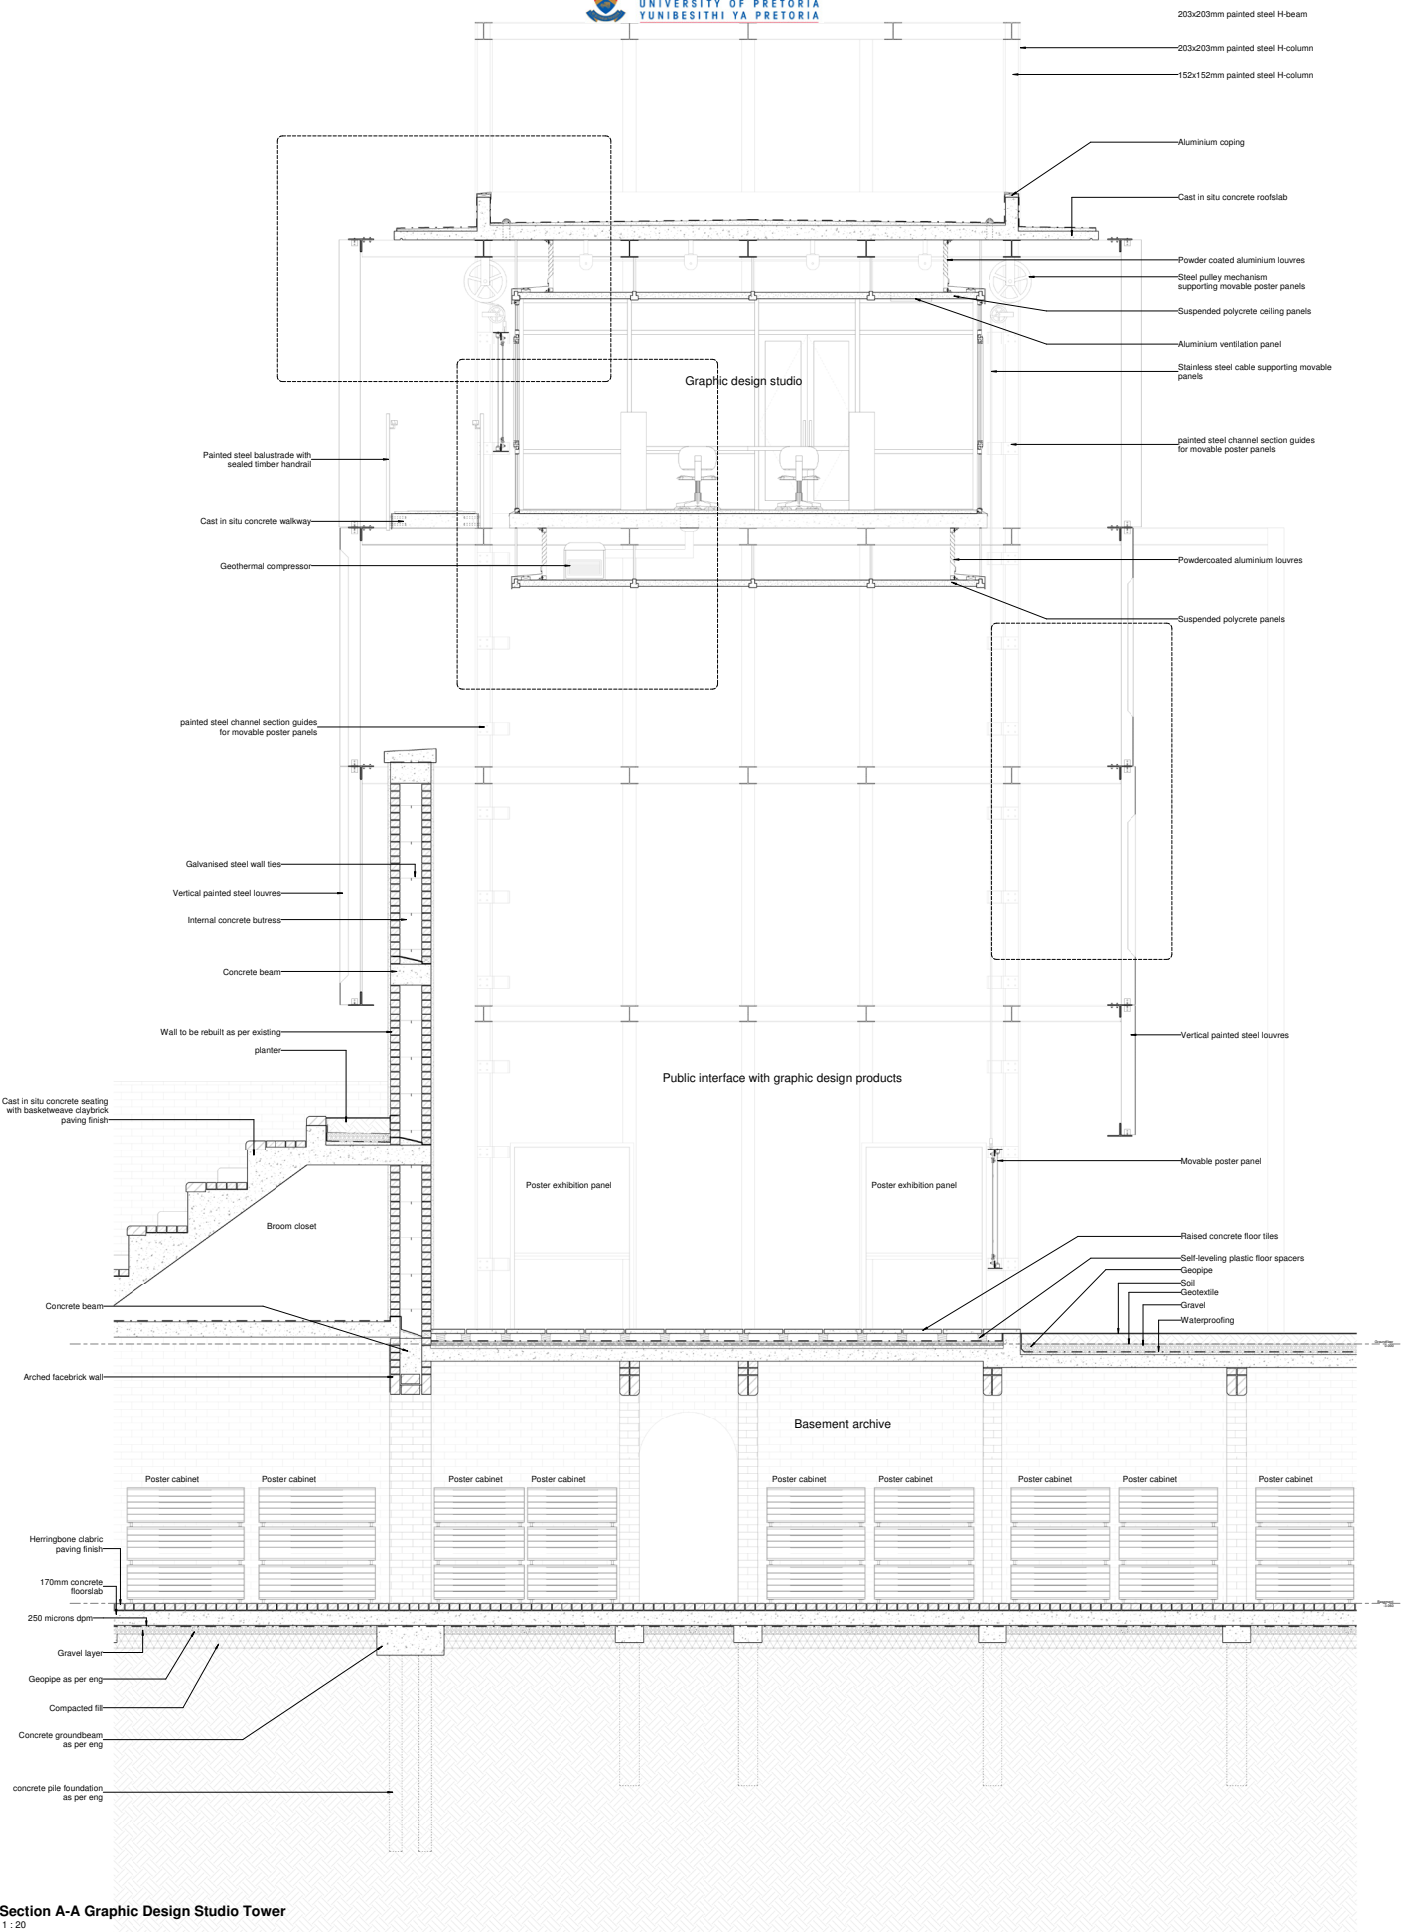 UNIVERSITY OF PRETORIA
YUNIBESITHI YA PRETORIA
203x203mm painted steel H-beam
203x203mm painted steel H-column
152x152mm painted steel H-column
Aluminium coping
Cast in situ concrete roofslab
Powder coated aluminium louvres
Steel pulley mechanism
supporting movable poster panels
Suspended polycrete ceiling panels
Aluminium ventilation panel
Stainless steel cable supporting movable
panels
Graphic design studio
painted steel channel section guides
for movable poster panels
Painted steel balustrade with
sealed timber handrail
Cast in situ concrete walkway
Geothermal compressor
Powdercoated aluminium louvres
Suspended polycrete panels
painted steel channel section guides
for movable poster panels
Galvanised steel wall ties
Vertical painted steel louvres
Internal concrete butress
Concrete beam
Wall to be rebuilt as per existing
planter
Vertical painted steel louvres
Public interface with graphic design products
Cast in situ concrete seating
with basketweave claybrick
paving finish
Movable poster panel
Poster exhibition panel
Poster exhibition panel
Broom closet
Raised concrete floor tiles
Self-leveling plastic floor spacers
Geopipe
Soil
Geotextile
Gravel
Waterproofing
Concrete beam
Arched facebrick wall
Basement archive
Poster cabinet
Poster cabinet
Poster cabinet
Poster cabinet
Poster cabinet
Poster cabinet
Poster cabinet
Poster cabinet
Poster cabinet
Herringbone clabric
paving finish
170mm concrete
floorslab
250 microns dpm
Gravel layer
Geopipe as per eng
Compacted fill
Concrete groundbeam
as per eng
concrete pile foundation
as per eng
Section A-A Graphic Design Studio Tower
1 : 20